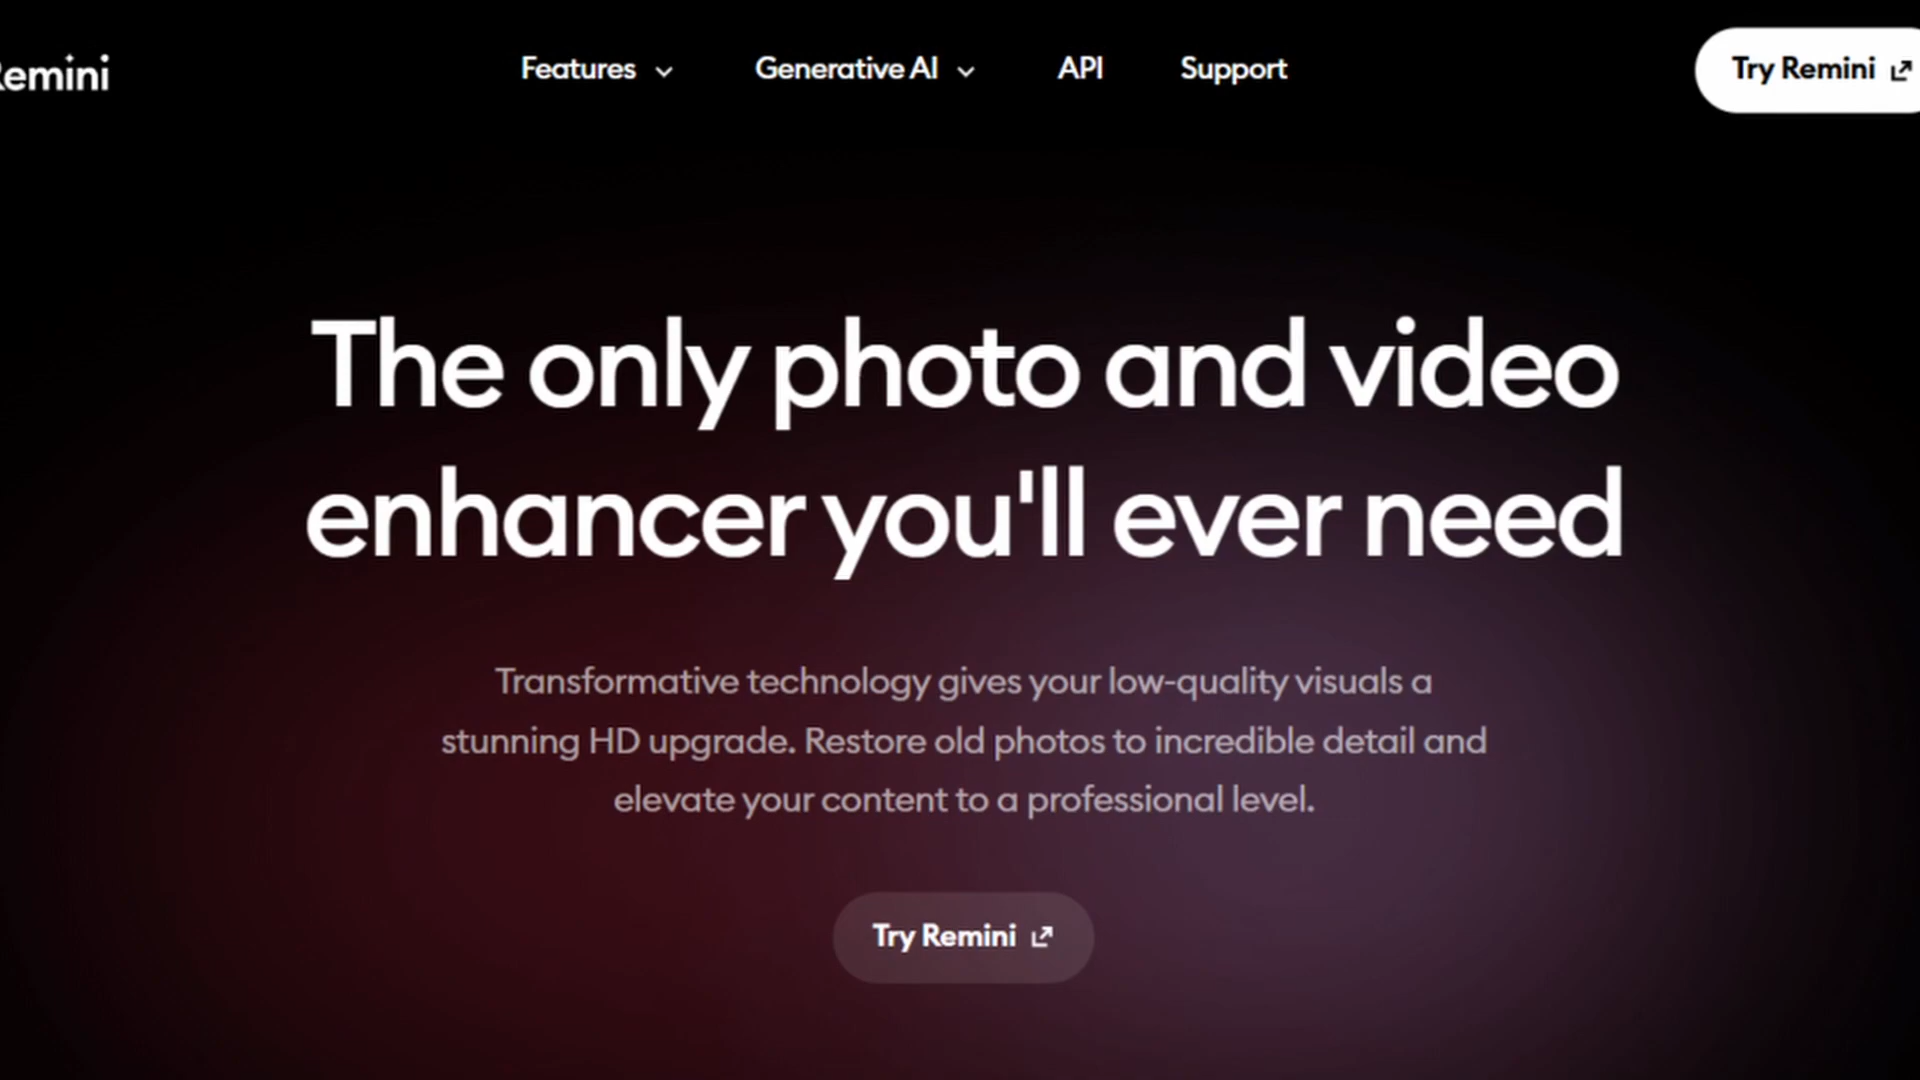 Remini
Features
Generative AI
API
Support
Try Remini
The only photo and video
enhancer you'll ever need
Transformative technology gives your low-quality visuals a
stunning HD upgrade. Restore old photos to incredible detail and
elevate your content to a professional level.
Try Remini